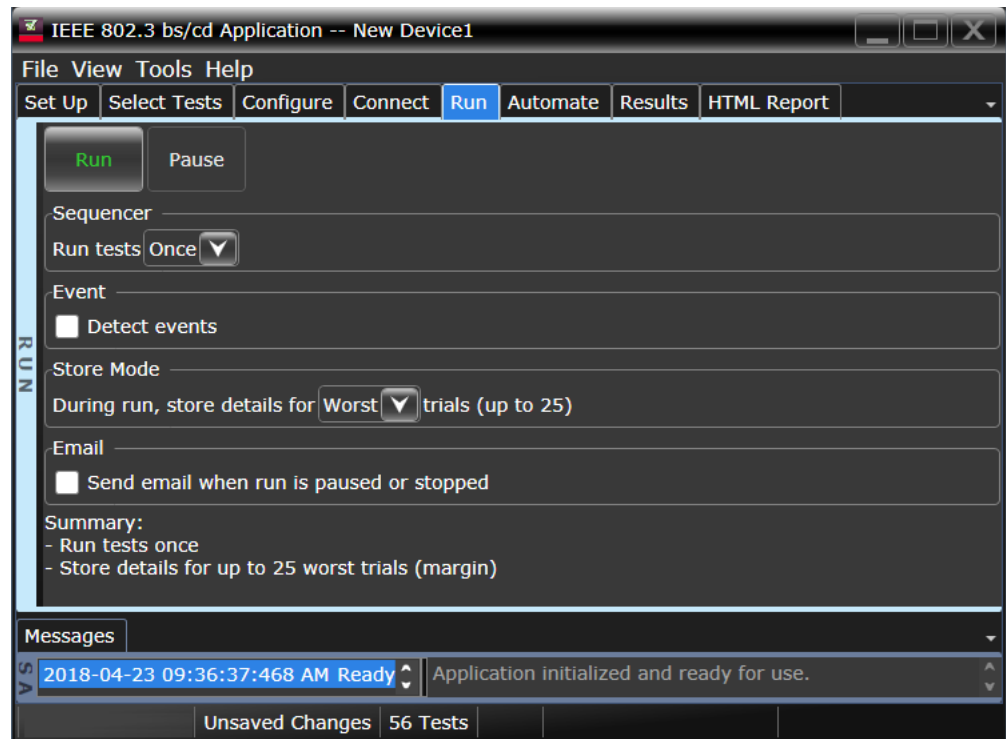 IEEE 802.3 bs/cd Application -- New Device1
File View Tools Help
Set Up Select Tests Configure Connect Run Automate Results HTML Report
Run Pause
Sequencer
Run tests Once
Event
Detect events
RUN
Store Mode
During run, store details for Worst trials (up to 25)
Email
Send email when run is paused or stopped
Summary:
- Run tests once
- Store details for up to 25 worst trials (margin)
Messages
SA
2018-04-23 09:36:37:468 AM Ready Application initialized and ready for use.
Unsaved Changes 56 Tests